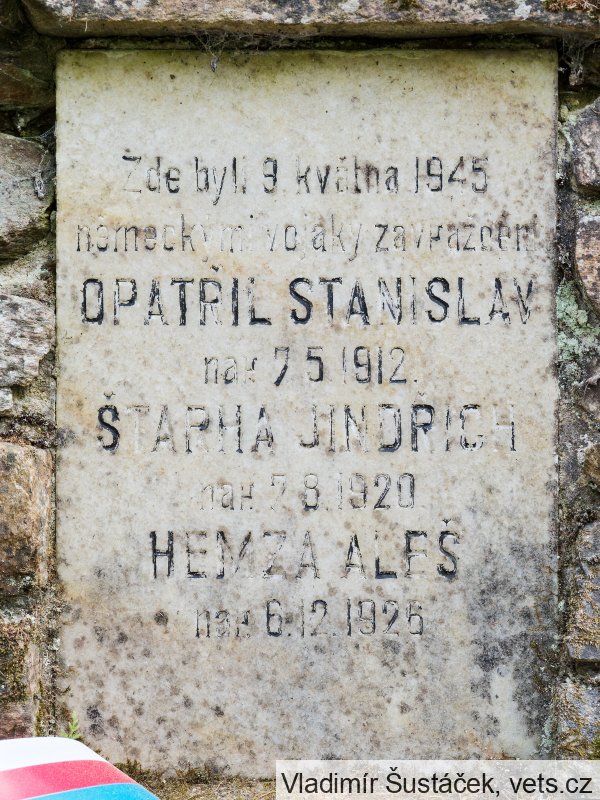 Zde byli 9. května 1945
německými vojáky zavražděni
OPATŘIL STANISLAV
nar. 7.5.1912.
ŠTARHA JINDŘICH
nar. 7.8.1920
HEMZA ALEŠ
nar. 6.12.1926
Vladimír Šustáček, vets.cz